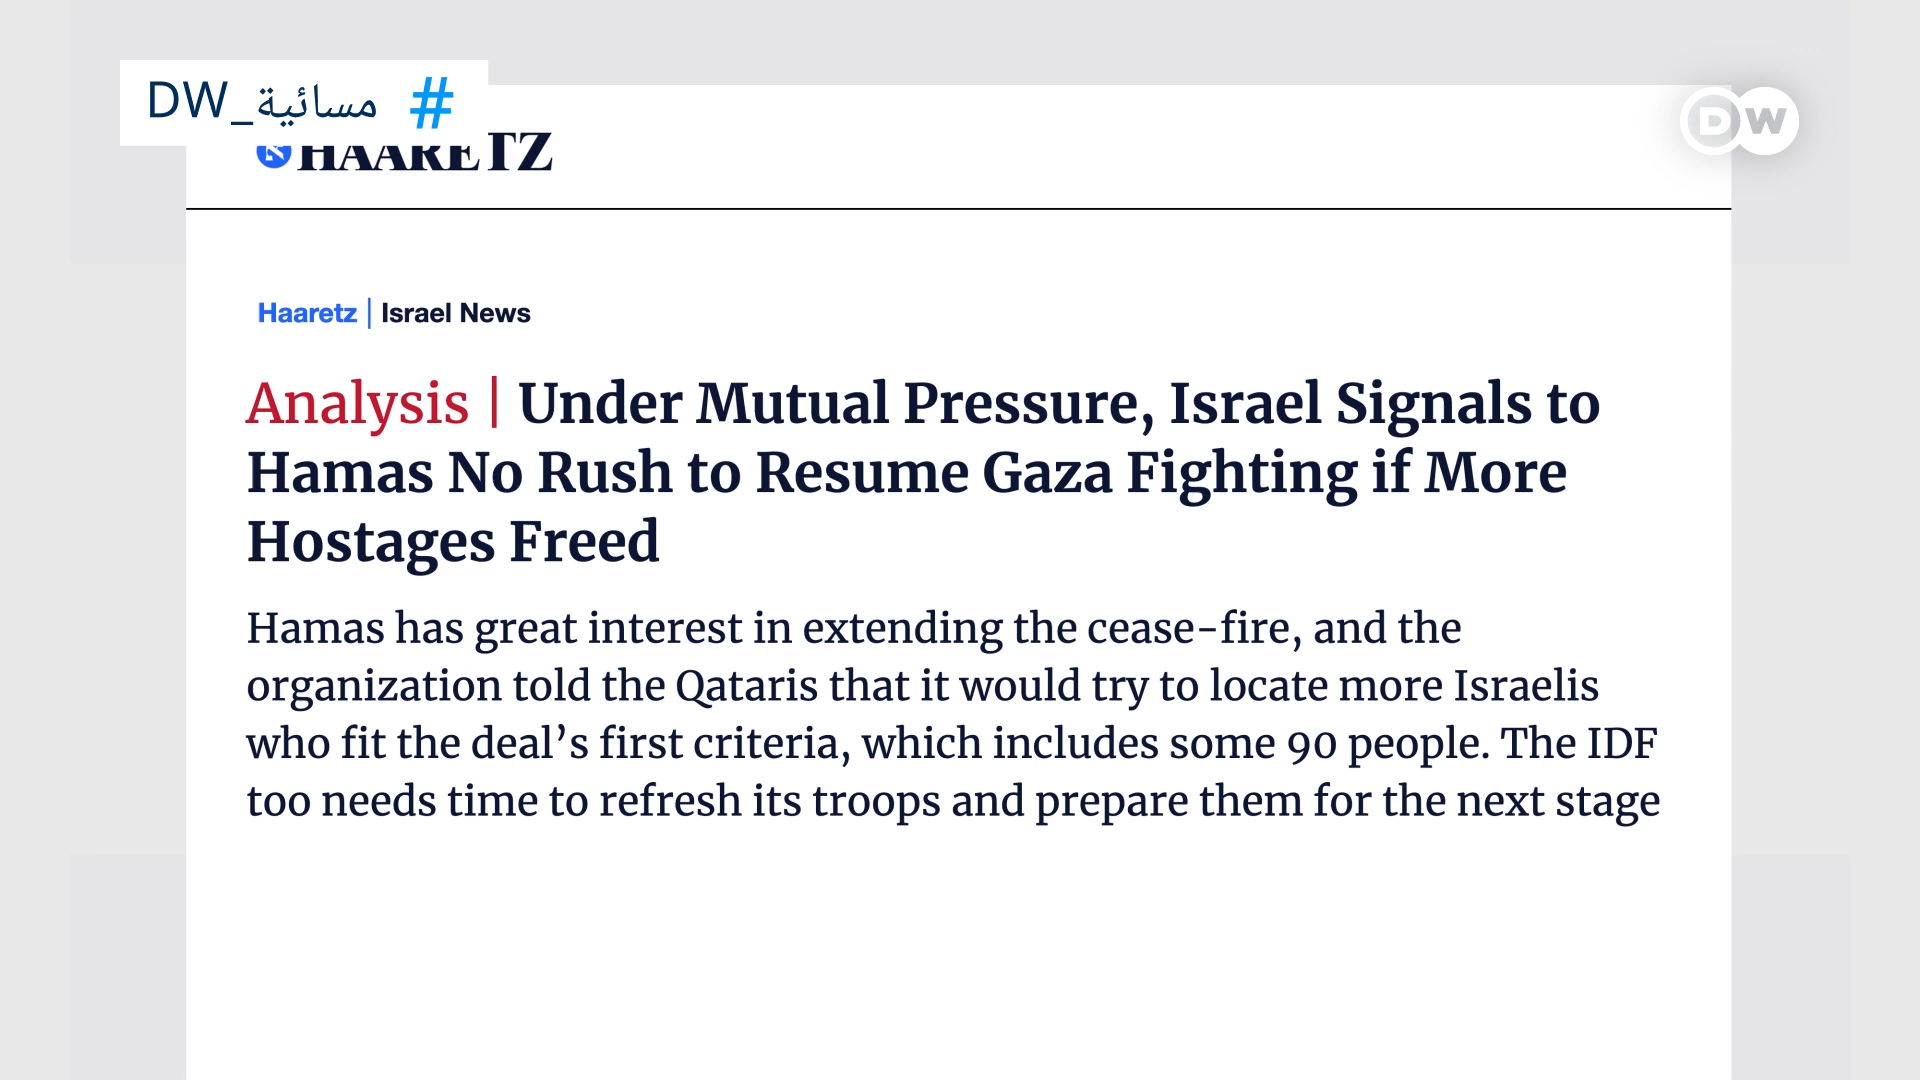 # مسائية_DW
DW
HAARETZ
Haaretz | Israel News
Analysis | Under Mutual Pressure, Israel Signals to
Hamas No Rush to Resume Gaza Fighting if More
Hostages Freed
Hamas has great interest in extending the cease-fire, and the
organization told the Qataris that it would try to locate more Israelis
who fit the deal’s first criteria, which includes some 90 people. The IDF
too needs time to refresh its troops and prepare them for the next stage